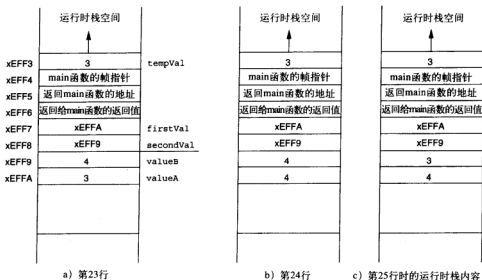 运行时栈空间
xEFF3 3 tempVal
xEFF4 main函数的帧指针
xEFF5 返回main函数的地址
xEFF6 返回给main函数的返回值
xEFF7 xEFFA firstVal
xEFF8 xEFF9 secondVal
xEFF9 4 valueB
xEFFA 3 valueA
a) 第23行
运行时栈空间
3
main函数的帧指针
返回main函数的地址
返回给main函数的返回值
xEFFA
xEFF9
4
4
b) 第24行
运行时栈空间
3
main函数的帧指针
返回main函数的地址
返回给main函数的返回值
xEFFA
xEFF9
3
4
c) 第25行时的运行时栈内容